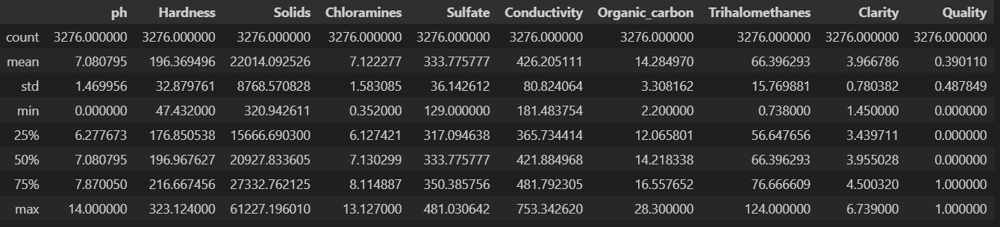 ph Hardness Solids Chloramines Sulfate Conductivity Organic_carbon Trihalomethanes Clarity Quality
count 3276.000000 3276.000000 3276.000000 3276.000000 3276.000000 3276.000000 3276.000000 3276.000000 3276.000000 3276.000000
mean 7.080795 196.369496 22014.092526 7.122277 333.775777 426.205111 14.284970 66.396293 3.966786 0.390110
std 1.469956 32.879761 8768.570828 1.583085 36.142612 80.824064 3.308162 15.769881 0.780382 0.487849
min 0.000000 47.432000 320.942611 0.352000 129.000000 181.483754 2.200000 0.738000 1.450000 0.000000
25% 6.277673 176.850538 15666.690300 6.127421 317.094638 365.734414 12.065801 56.647656 3.439711 0.000000
50% 7.080795 196.967627 20927.833605 7.130299 333.775777 421.884968 14.218338 66.396293 3.955028 0.000000
75% 7.870050 216.667456 27332.762125 8.114887 350.385756 481.792305 16.557652 76.666609 4.500320 1.000000
max 14.000000 323.124000 61227.196010 13.127000 481.030642 753.342620 28.300000 124.000000 6.739000 1.000000